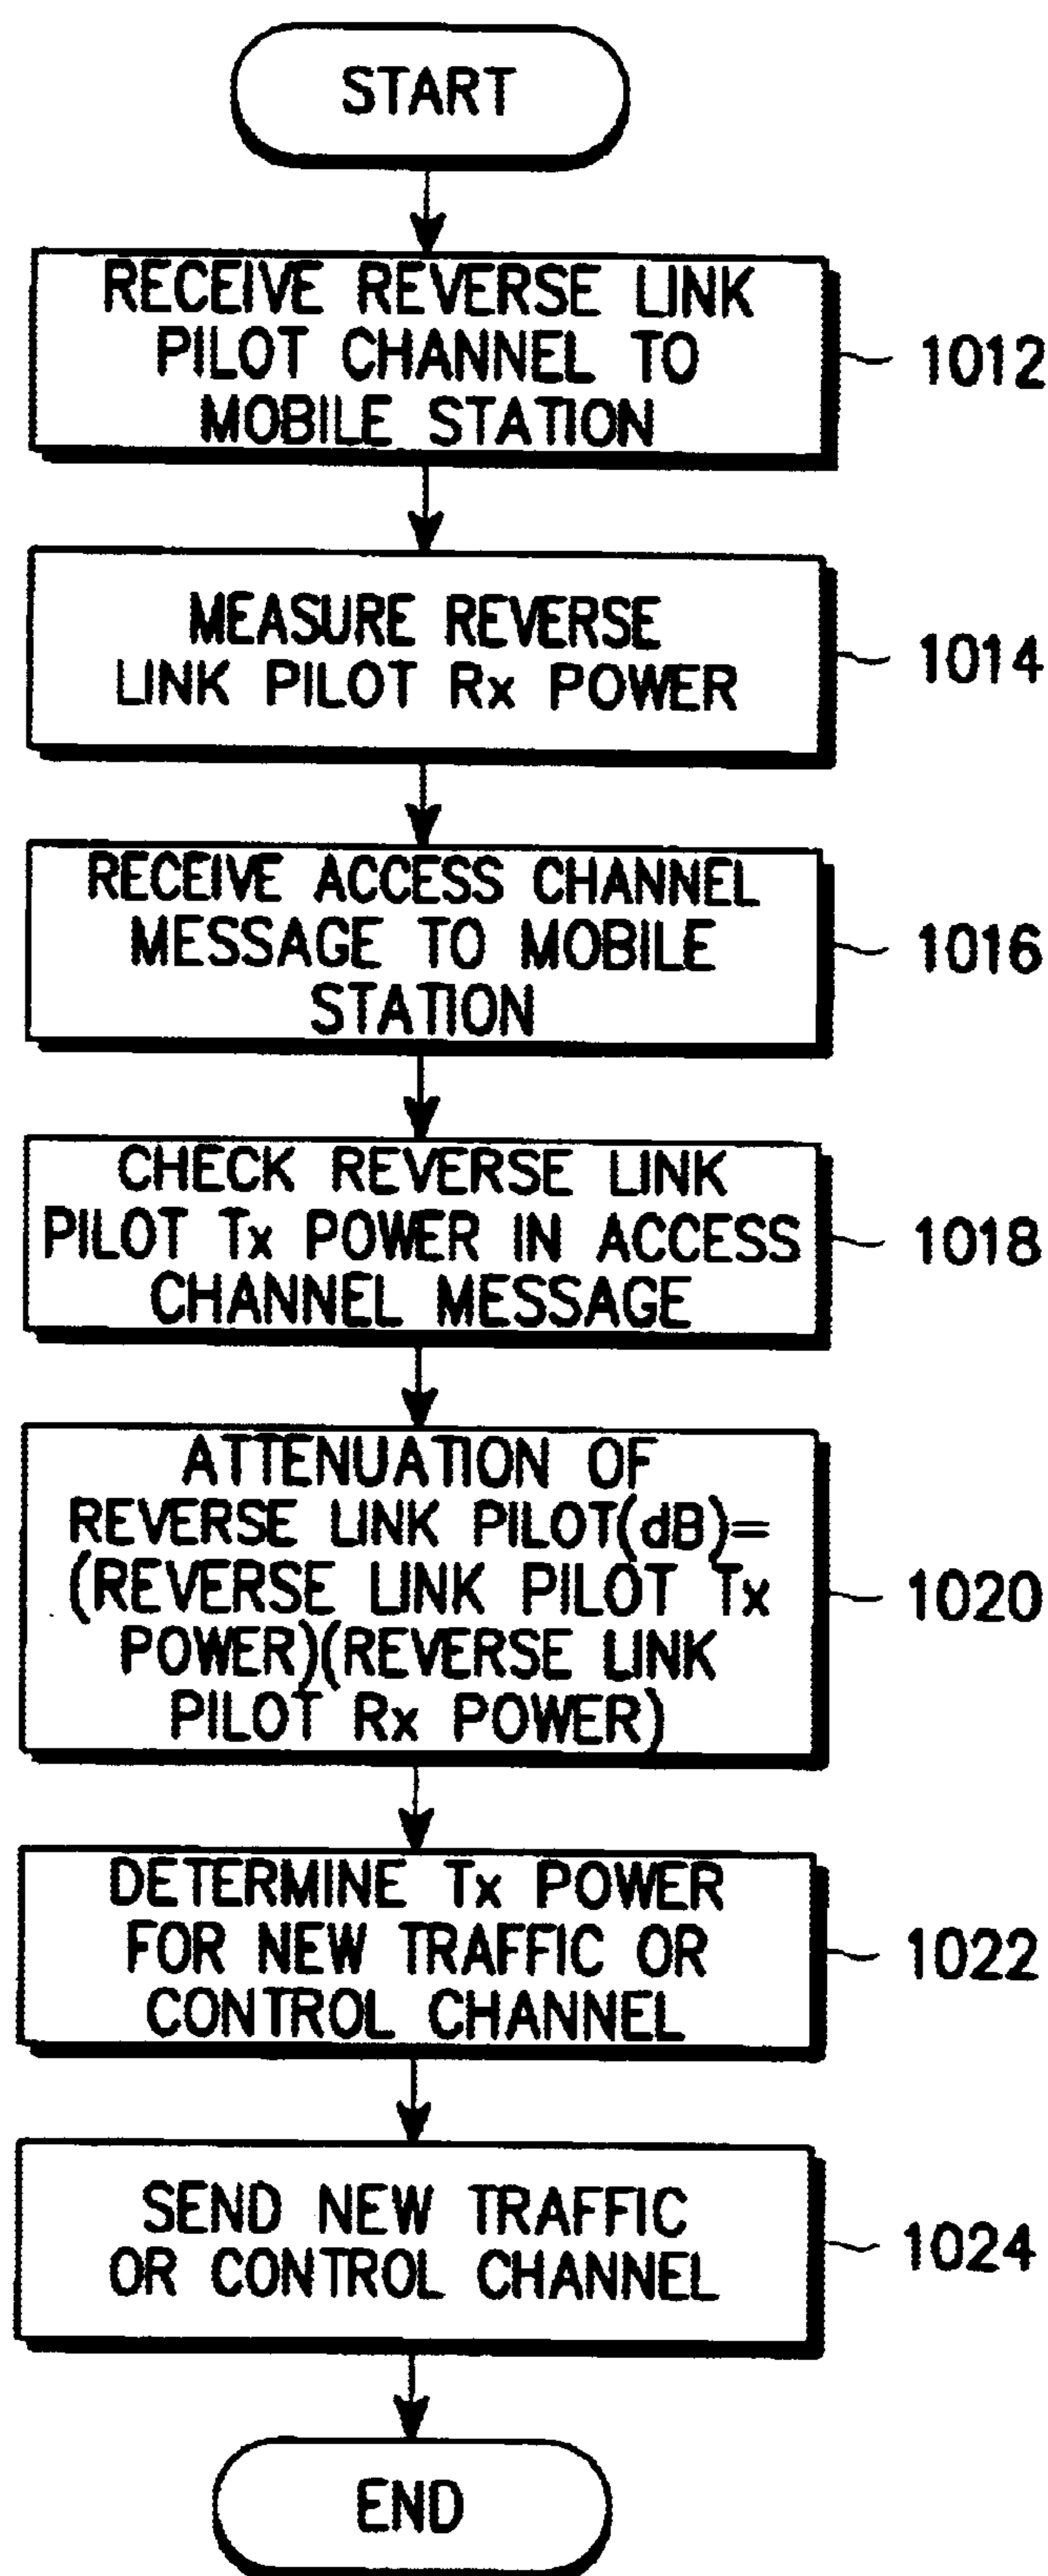 START
RECEIVE REVERSE LINK
PILOT CHANNEL TO
MOBILE STATION
1012
MEASURE REVERSE
LINK PILOT Rx POWER
1014
RECEIVE ACCESS CHANNEL
MESSAGE TO MOBILE
STATION
1016
CHECK REVERSE LINK
PILOT Tx POWER IN ACCESS
CHANNEL MESSAGE
1018
ATTENUATION OF
REVERSE LINK PILOT(dB)=
(REVERSE LINK PILOT Tx
POWER)(REVERSE LINK
PILOT Rx POWER)
1020
DETERMINE Tx POWER
FOR NEW TRAFFIC OR
CONTROL CHANNEL
1022
SEND NEW TRAFFIC
OR CONTROL CHANNEL
1024
END